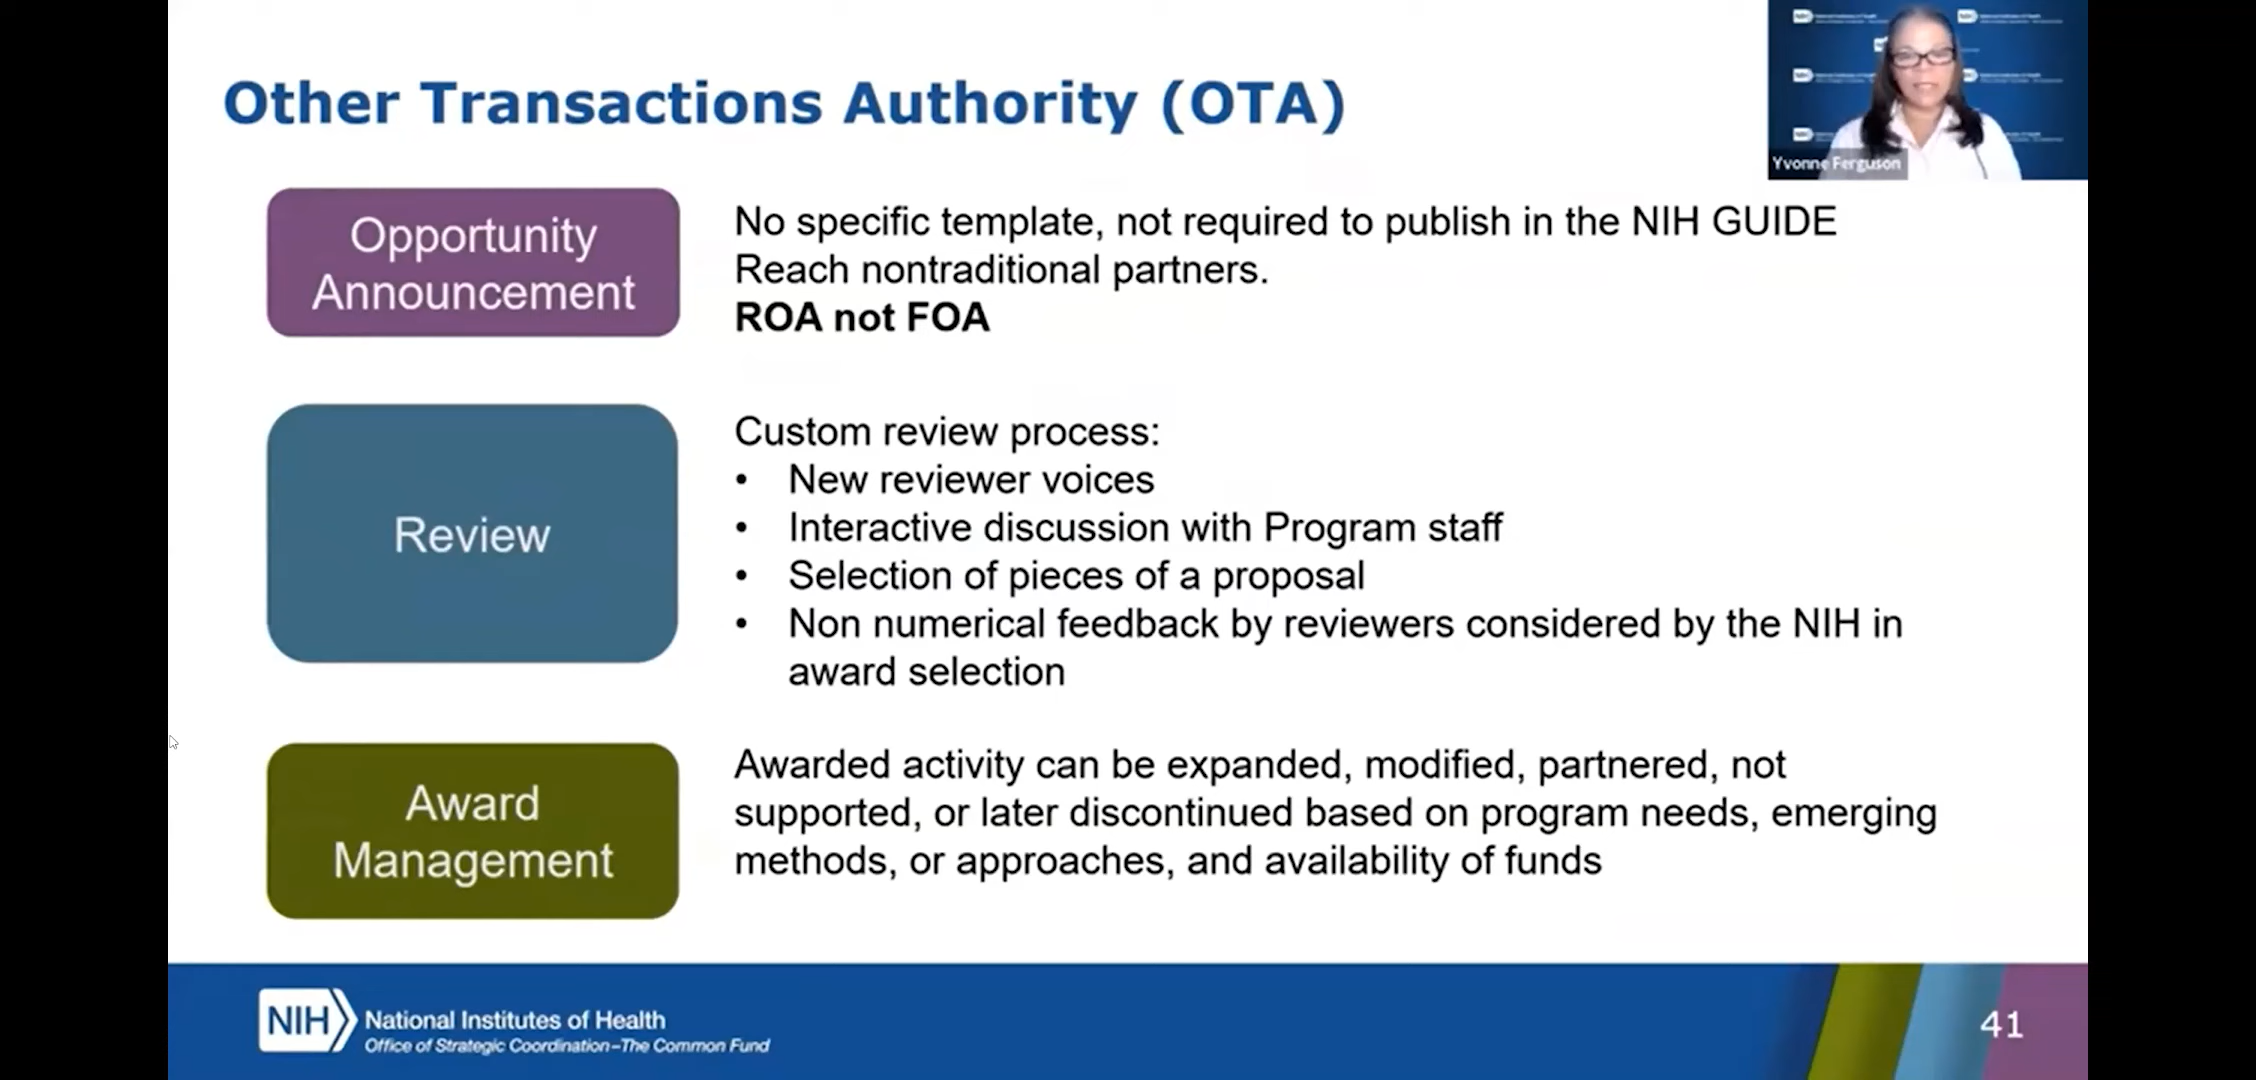 Other Transactions Authority (OTA)
Yvonne Ferguson
Opportunity
Announcement
No specific template, not required to publish in the NIH GUIDE
Reach nontraditional partners.
ROA not FOA
Review
Custom review process:
• New reviewer voices
• Interactive discussion with Program staff
• Selection of pieces of a proposal
• Non numerical feedback by reviewers considered by the NIH in
award selection
Award
Management
Awarded activity can be expanded, modified, partnered, not
supported, or later discontinued based on program needs, emerging
methods, or approaches, and availability of funds
NIH
National Institutes of Health
Office of Strategic Coordination–The Common Fund
41